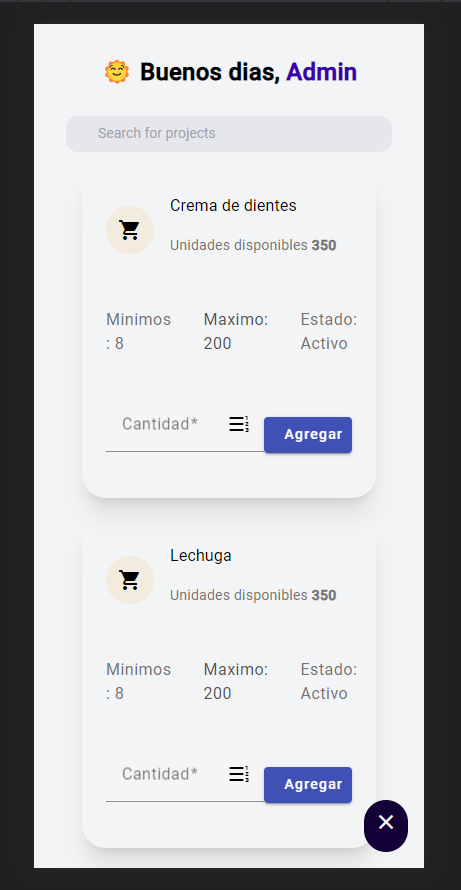 Buenos dias, Admin
Search for projects
Crema de dientes
Unidades disponibles 350
Minimos Maximo: Estado:
: 8 200 Activo
Cantidad* Agregar
Lechuga
Unidades disponibles 350
Minimos Maximo: Estado:
: 8 200 Activo
Cantidad* Agregar